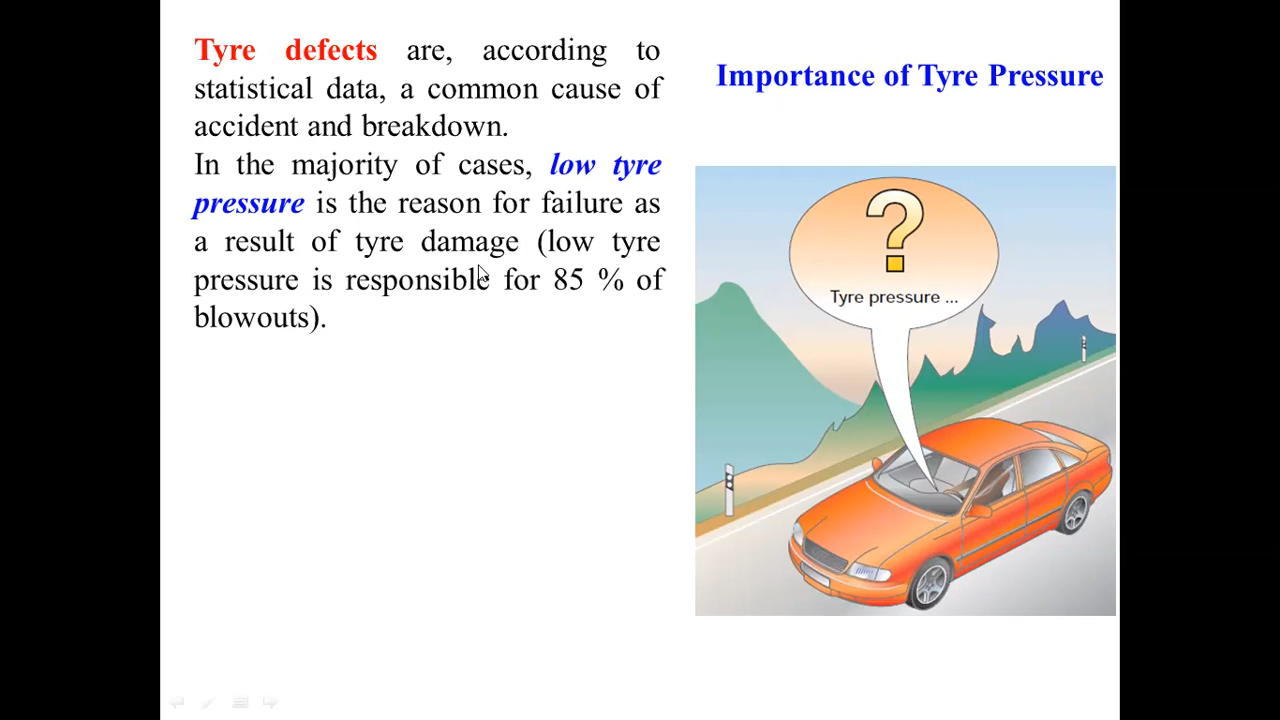 Tyre defects are, according to
statistical data, a common cause of
accident and breakdown.
In the majority of cases, low tyre
pressure is the reason for failure as
a result of tyre damage (low tyre
pressure is responsible for 85 % of
blowouts).
Importance of Tyre Pressure
?
Tyre pressure ...